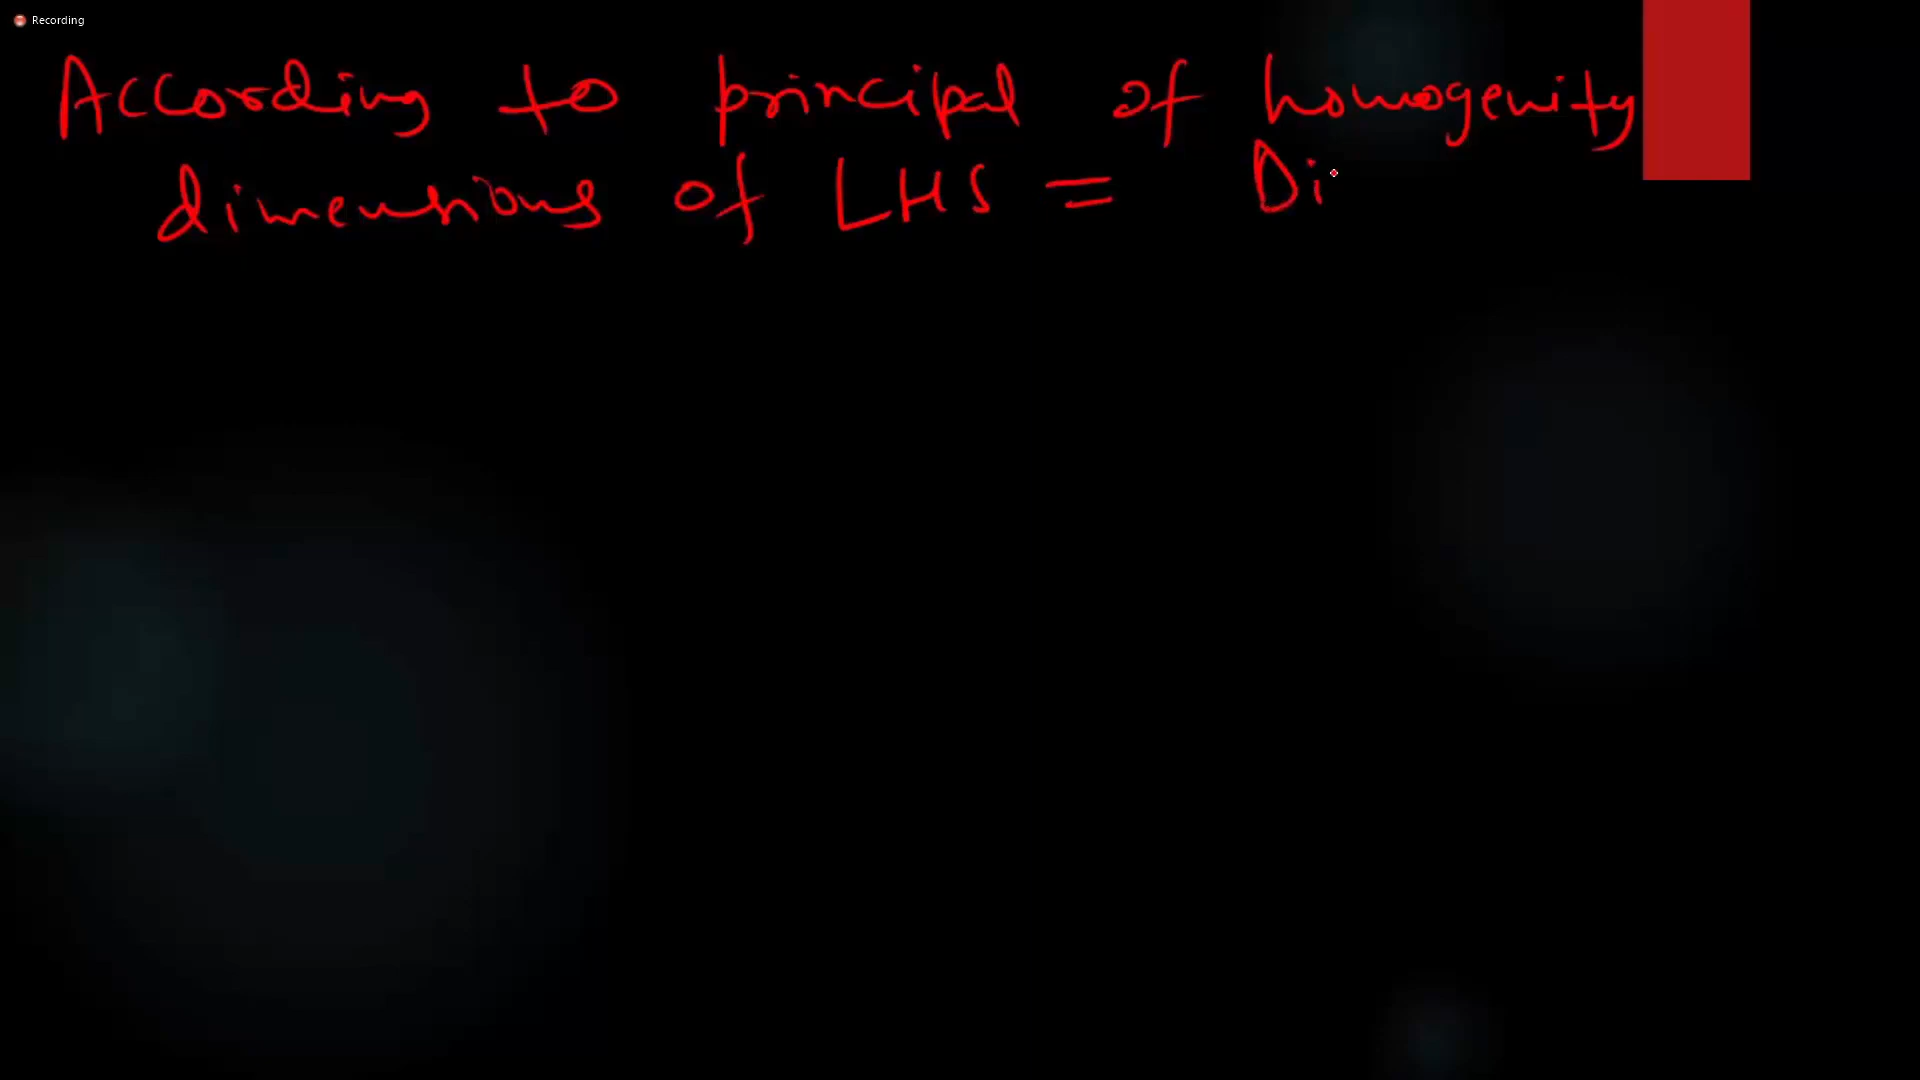 Recording
According to principal of homogenity
dimensions of LHS = Di